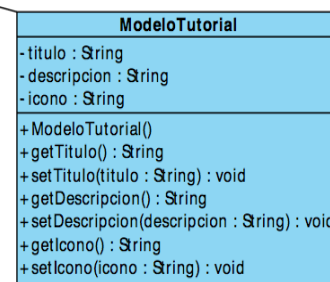 ModeloTutorial
- titulo : String
- descripcion : String
- icono : String
+ ModeloTutorial()
+ getTitulo() : String
+ setTitulo(titulo : String) : void
+ getDescripcion() : String
+ setDescripcion(descripcion : String) : void
+ getIcono() : String
+ setIcono(icono : String) : void